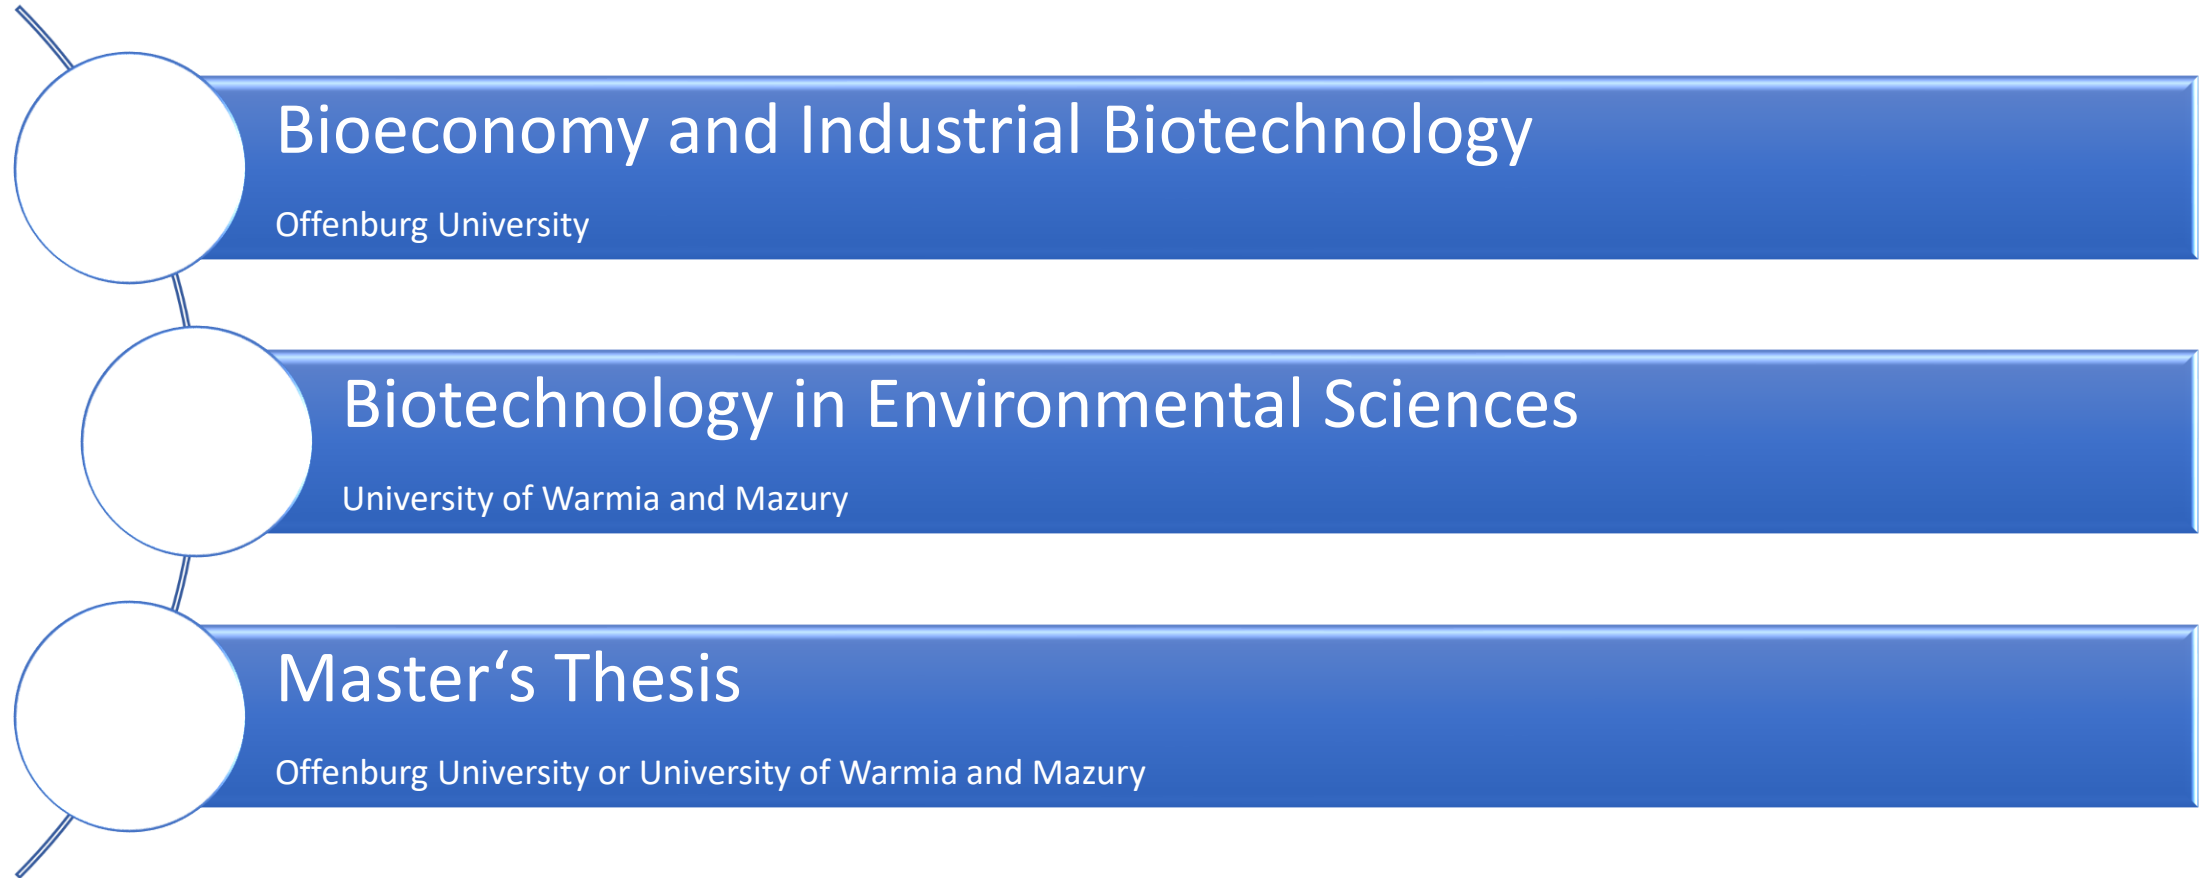 Bioeconomy and Industrial Biotechnology
Offenburg University
Biotechnology in Environmental Sciences
University of Warmia and Mazury
Master‘s Thesis
Offenburg University or University of Warmia and Mazury